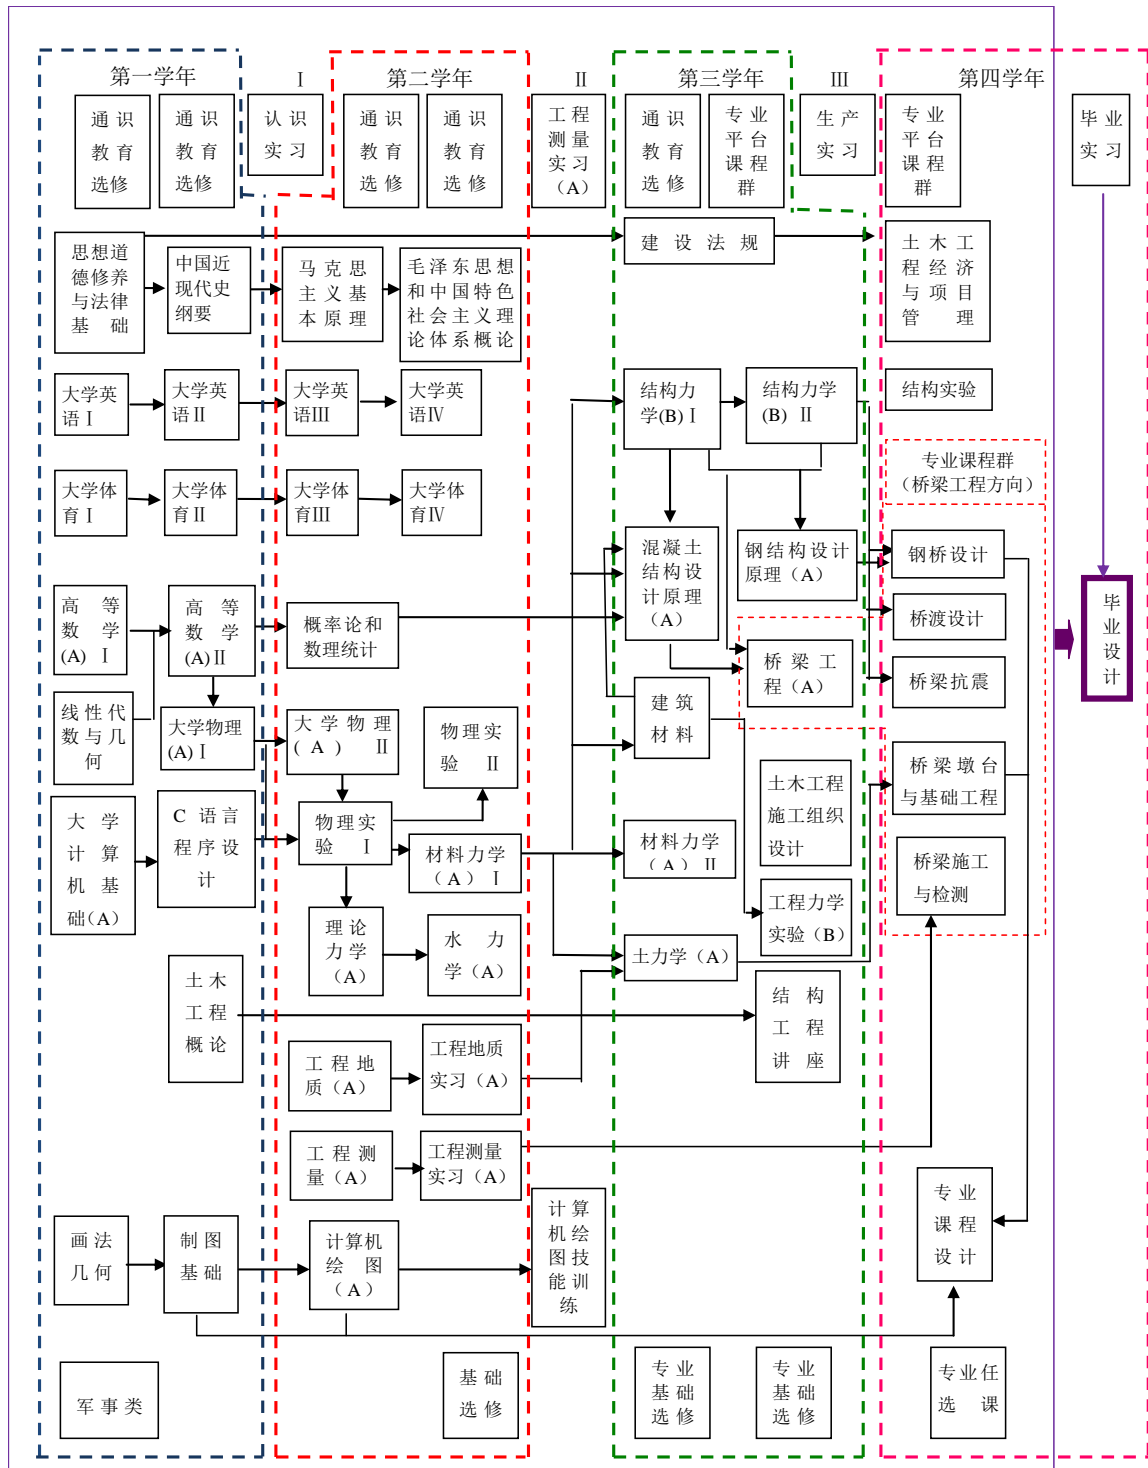 第一学年
Ⅰ
第二学年
Ⅱ
第三学年
Ⅲ
第四学年
通识
教育
选修
通识
教育
选修
认识
实习
通识
教育
选修
通识
教育
选修
工程
测量
实习
(A)
通识
教育
选修
专业
平台
课程
群
生产
实习
专业
平台
课程
群
毕业
实习
思想道
德修养
与法律
基础
中国近
现代史
纲要
马克思
主义基
本原理
毛泽东思想
和中国特色
社会主义理
论体系概论
建设法规
土木工
程经济
与项目
管理
大学英
语Ⅰ
大学英
语Ⅱ
大学英
语Ⅲ
大学英
语Ⅳ
结构力
学(B)Ⅰ
结构力学
(B)Ⅱ
结构实验
专业课程群
（桥梁工程方向）
大学体
育Ⅰ
大学体
育Ⅱ
大学体
育Ⅲ
大学体
育Ⅳ
混凝土
结构设
计原理
（A）
钢结构设计
原理（A）
钢桥设计
高等
数学
(A)Ⅰ
高等
数学
(A)Ⅱ
概率论和
数理统计
桥渡设计
毕业设计
线性代
数与几
何
大学物理
(A)Ⅰ
大学物理
(A)Ⅱ
物理实
验Ⅱ
建筑
材料
桥梁工
程（A）
桥梁抗震
大学
计算
机基
础(A)
C 语言
程序设
计
物理实
验Ⅰ
材料力学
（A）Ⅰ
材料力学
（A）Ⅱ
土木工程
施工组织
设计
桥梁墩台
与基础工程
桥梁施工
与检测
理论
力学
(A)
水力
学（A）
土力学（A）
工程力学
实验（B）
土木
工程
概论
结构
工程
讲座
工程地
质（A）
工程地质
实习（A）
工程测
量（A）
工程测量
实习（A）
专业
课程
设计
画法
几何
制图
基础
计算机
绘图
（A）
计算
机绘
图技
能训
练
军事类
基础
选修
专业
基础
选修
专业
基础
选修
专业任
选课